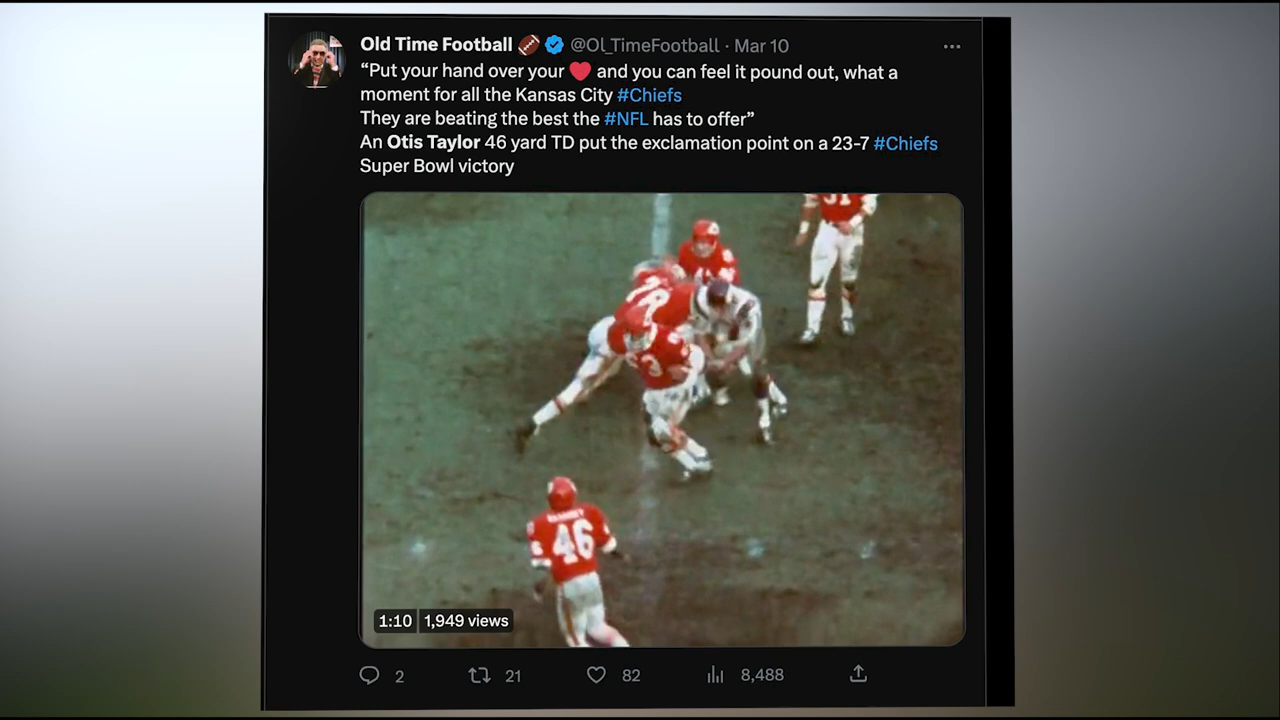 Old Time Football 🏈 @Ol_TimeFootball · Mar 10
“Put your hand over your ❤️ and you can feel it pound out, what a
moment for all the Kansas City #Chiefs
They are beating the best the #NFL has to offer”
An Otis Taylor 46 yard TD put the exclamation point on a 23-7 #Chiefs
Super Bowl victory
46
1:10 1,949 views
2 21 82 8,488